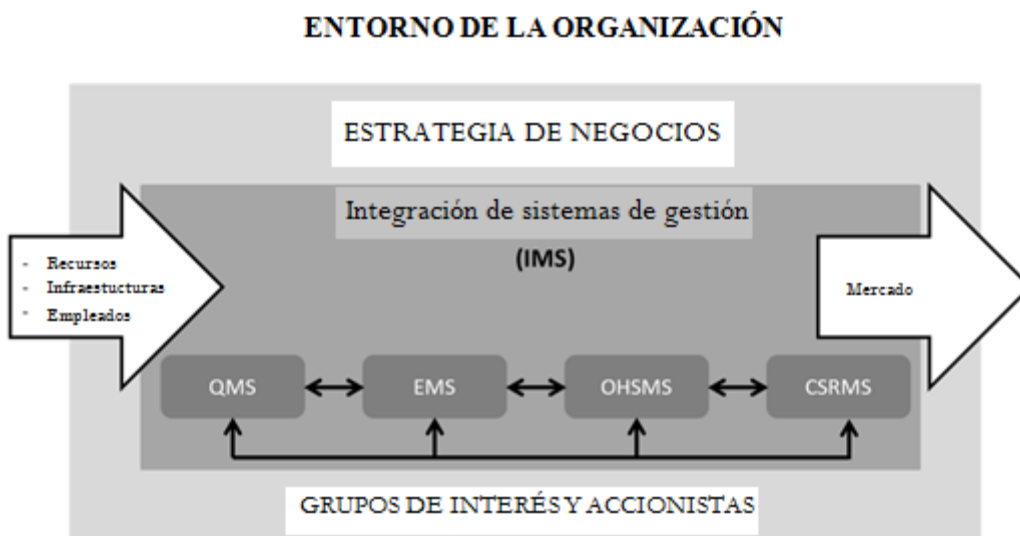 ENTORNO DE LA ORGANIZACIÓN
ESTRATEGIA DE NEGOCIOS
Integración de sistemas de gestión
(IMS)
- Recursos
- Infraestucturas
- Empleados
Mercado
QMS
EMS
OHSMS
CSRMS
GRUPOS DE INTERÉS Y ACCIONISTAS